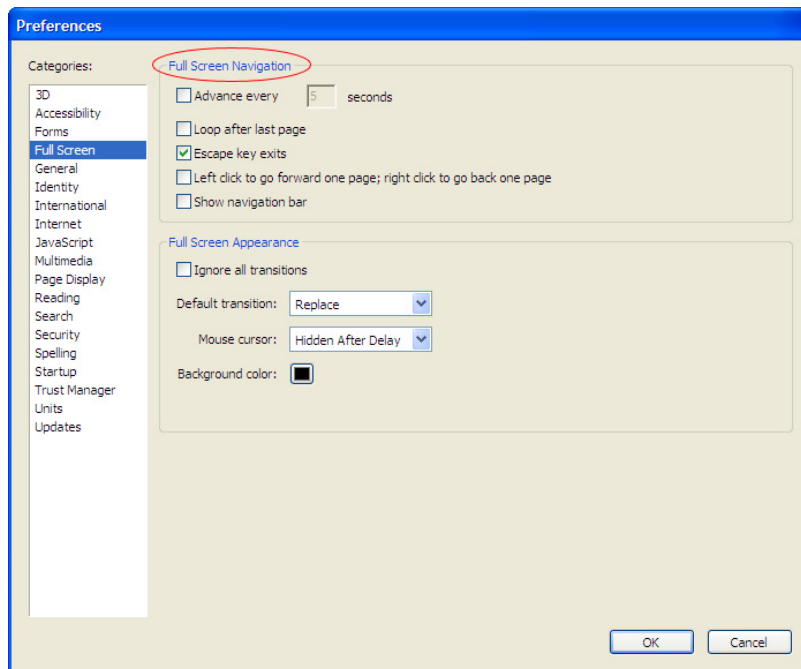 Preferences
Categories:
3D
Accessibility
Forms
Full Screen
General
Identity
International
Internet
JavaScript
Multimedia
Page Display
Reading
Search
Security
Spelling
Startup
Trust Manager
Units
Updates
Full Screen Navigation
Advance every 5 seconds
Loop after last page
Escape key exits
Left click to go forward one page; right click to go back one page
Show navigation bar
Full Screen Appearance
Ignore all transitions
Default transition: Replace
Mouse cursor: Hidden After Delay
Background color:
OK Cancel